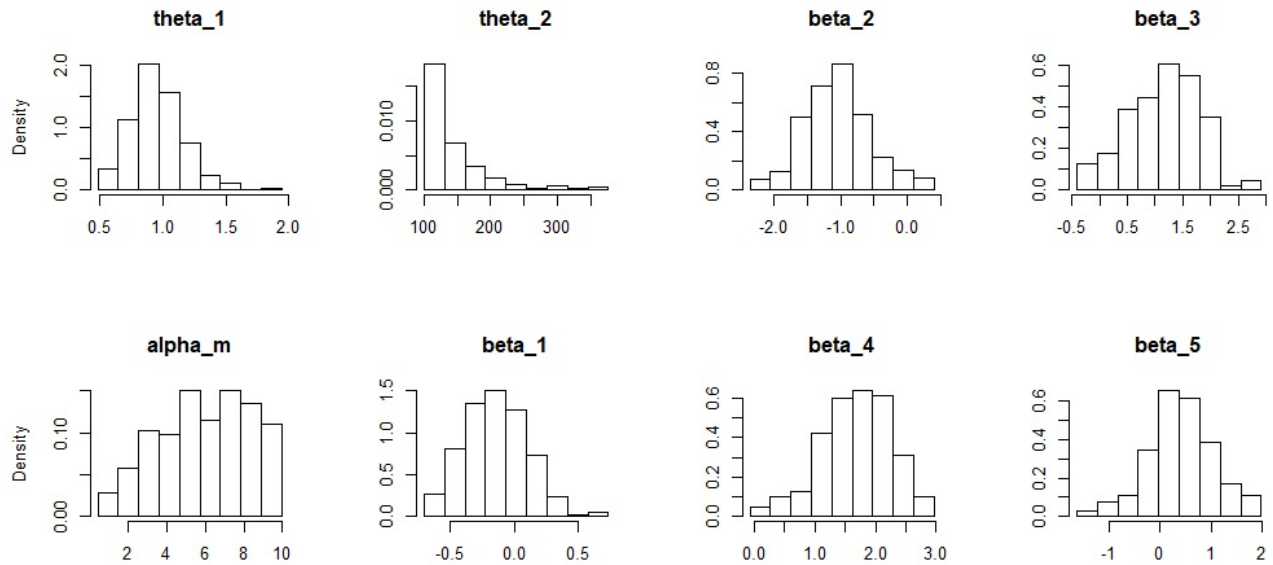 theta_1 theta_2 beta_2 beta_3
Density
0.0 1.0 2.0
0.5 1.0 1.5 2.0
0.000 0.010
100 200 300
0.0 0.4 0.8
-2.0 -1.0 0.0
0.0 0.2 0.4 0.6
-0.5 0.5 1.5 2.5
alpha_m beta_1 beta_4 beta_5
Density
0.00 0.10
2 4 6 8 10
0.0 0.5 1.0 1.5
-0.5 0.0 0.5
0.0 0.2 0.4 0.6
0.0 1.0 2.0 3.0
0.0 0.2 0.4 0.6
-1 0 1 2